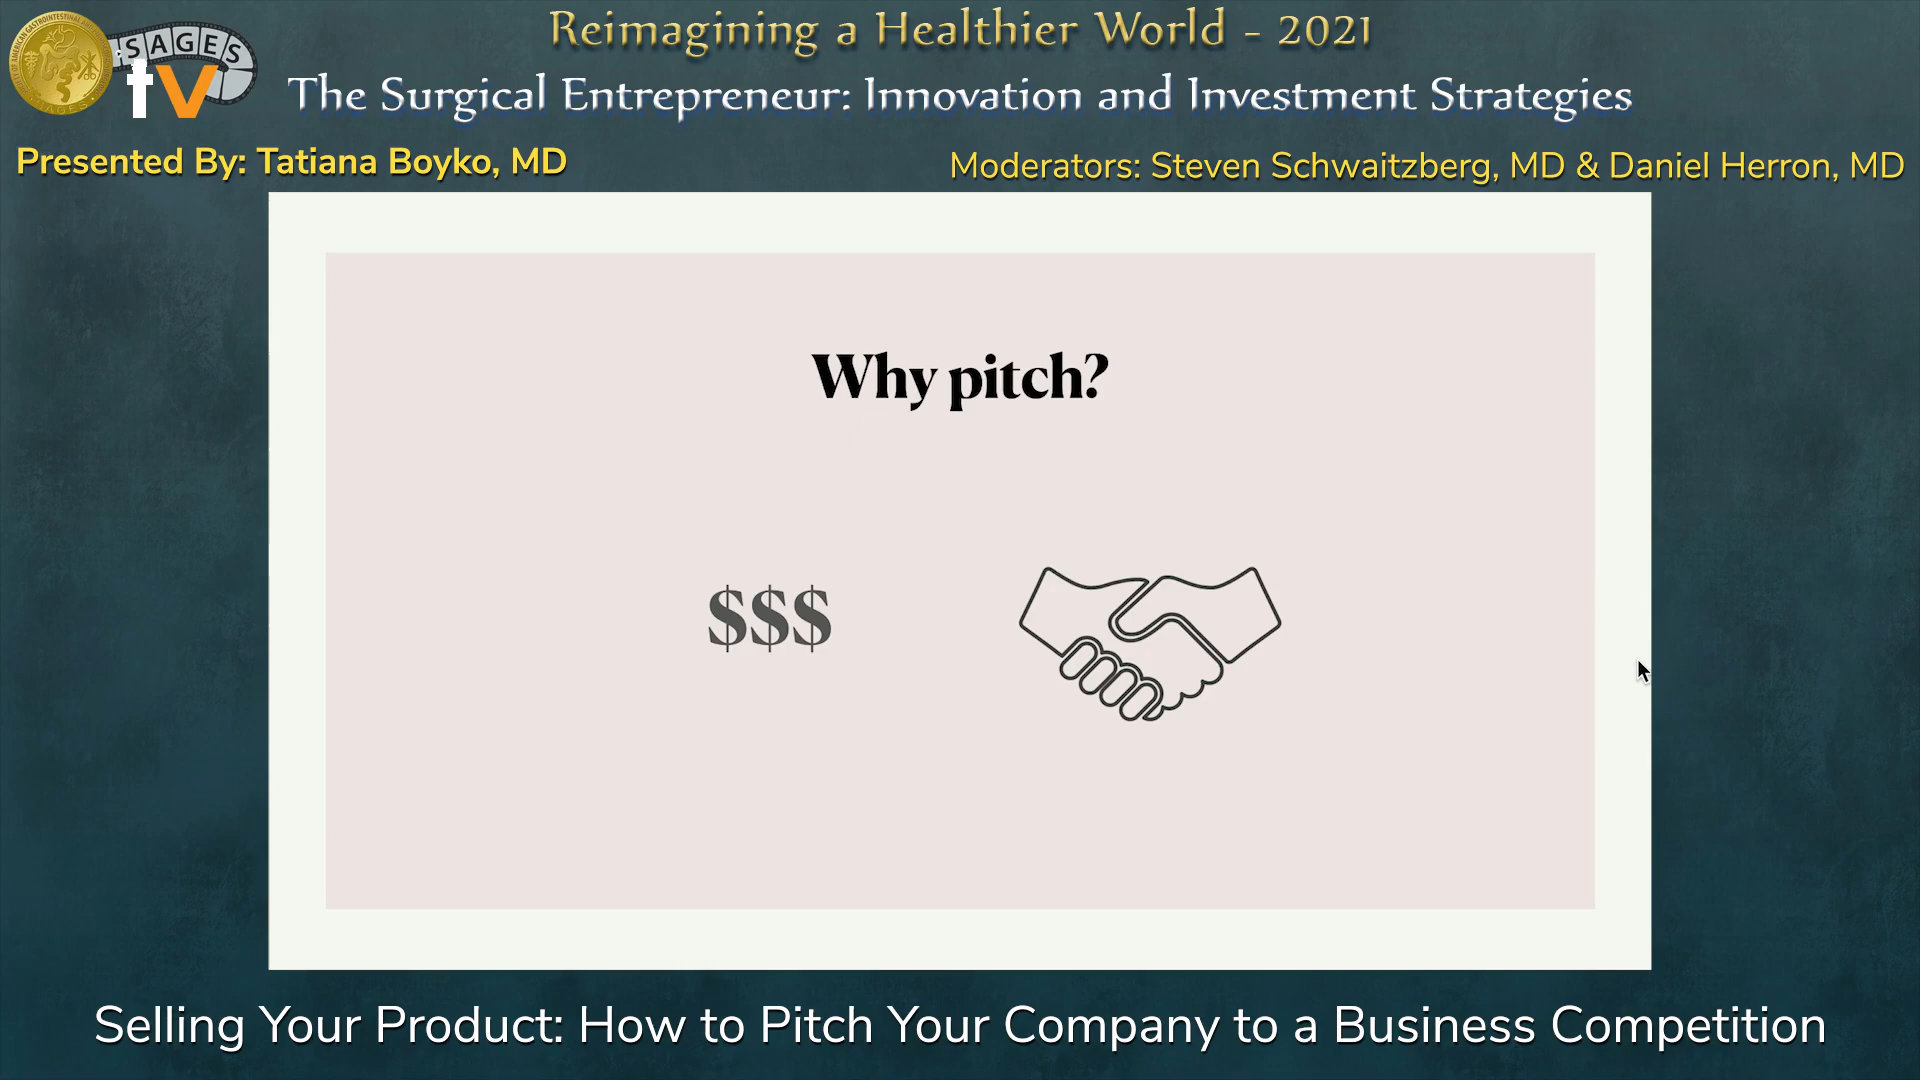 SAGES
tv
Reimagining a Healthier World - 2021
The Surgical Entrepreneur: Innovation and Investment Strategies
Presented By: Tatiana Boyko, MD
Moderators: Steven Schwaitzberg, MD & Daniel Herron, MD
Why pitch?
$$$
Selling Your Product: How to Pitch Your Company to a Business Competition